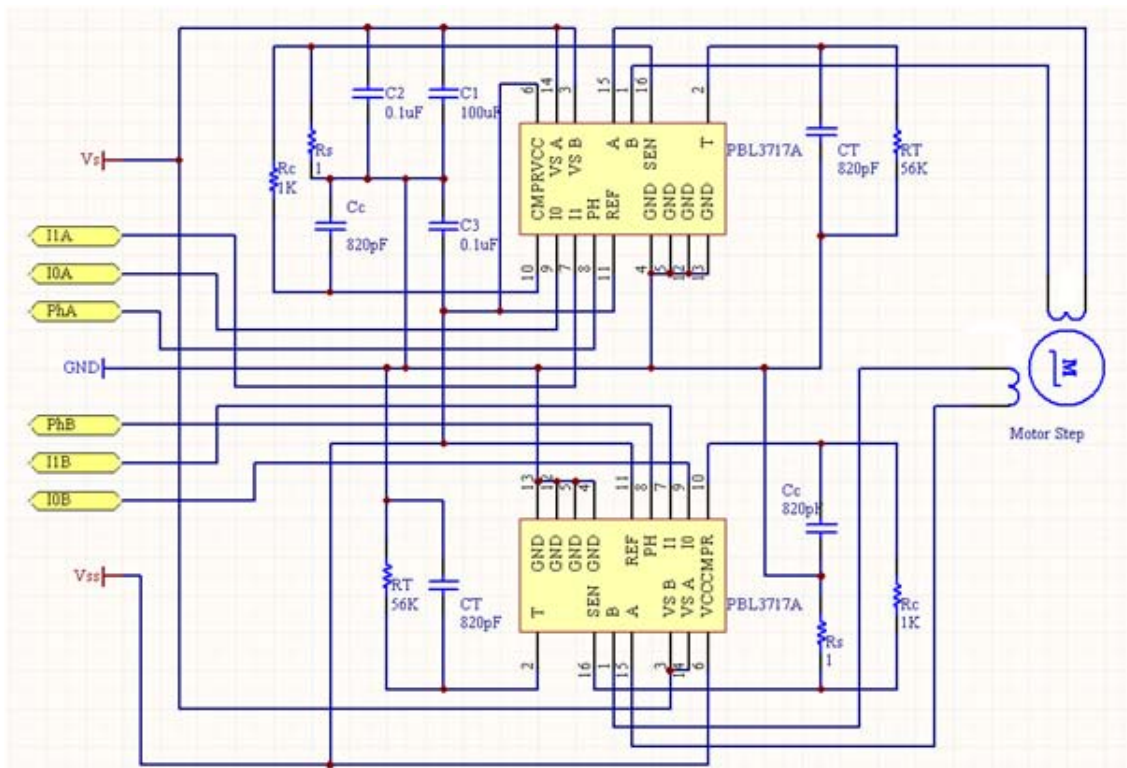 6
14
3
15
1
16
2
C2
0.1uF
C1
100uF
Rs
1
Rc
1K
Vs
CMPRVCC
VS A
VS B
A
B
SEN
T
I0
I1
PH
REF
GND
GND
GND
GND
PBL3717A
CT
820pF
RT
56K
Cc
820pF
C3
0.1uF
I1A
I0A
PhA
10
9
7
8
11
4
5
12
13
GND
M
Motor Step
PhB
I1B
I0B
13
12
5
4
11
8
7
9
10
Cc
820pF
GND
GND
GND
GND
REF
PH
I1
I0
VCCCMPR
T
SEN
B
A
VS B
VS A
PBL3717A
Vss
RT
56K
CT
820pF
Rc
1K
Rs
1
2
16
1
15
3
14
6